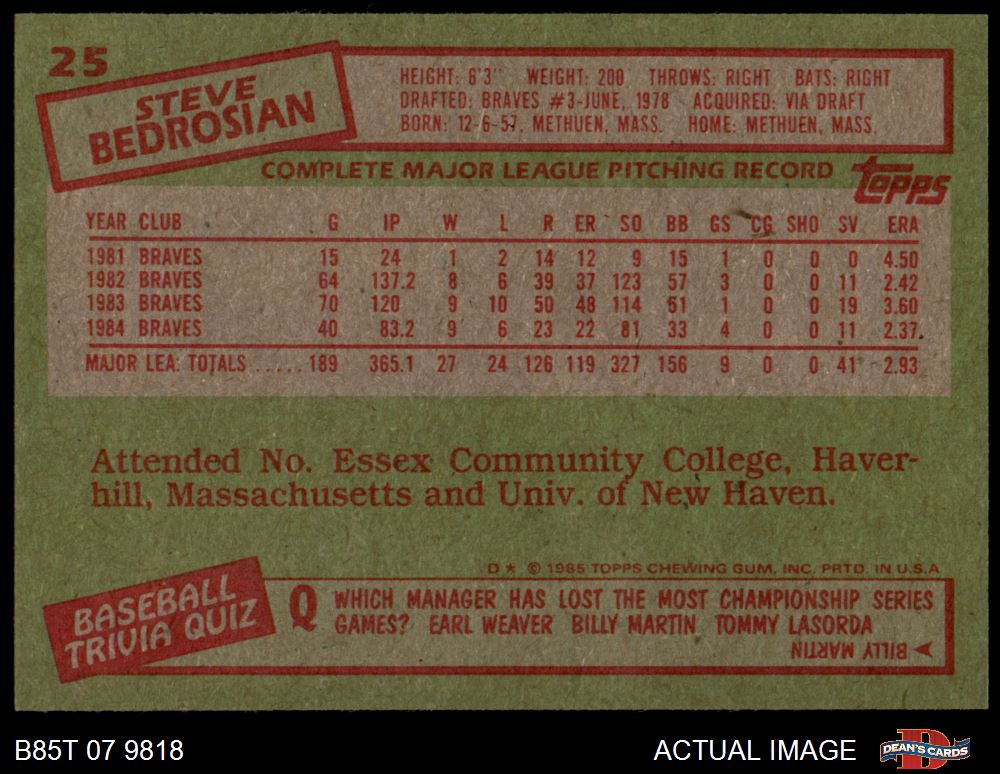 25
STEVE
BEDROSIAN
HEIGHT: 6'3" WEIGHT: 200 THROWS: RIGHT BATS: RIGHT
DRAFTED: BRAVES #3-JUNE, 1978 ACQUIRED: VIA DRAFT
BORN: 12-6-57, METHUEN, MASS. HOME: METHUEN, MASS.
COMPLETE MAJOR LEAGUE PITCHING RECORD
topps
YEAR CLUB G IP W L R ER SO BB GS CG SHO SV ERA
1981 BRAVES 15 24 1 2 14 12 9 15 1 0 0 0 4.50
1982 BRAVES 64 137.2 8 6 39 37 123 57 3 0 0 11 2.42
1983 BRAVES 70 120 9 10 50 48 114 51 1 0 0 19 3.60
1984 BRAVES 40 83.2 9 6 23 22 81 33 4 0 0 11 2.37
MAJOR LEA. TOTALS ..... 189 365.1 27 24 126 119 327 156 9 0 0 41 2.93
Attended No. Essex Community College, Haver-
hill, Massachusetts and Univ. of New Haven.
D★ © 1985 TOPPS CHEWING GUM, INC. PRTD. IN U.S.A
BASEBALL
TRIVIA QUIZ
Q WHICH MANAGER HAS LOST THE MOST CHAMPIONSHIP SERIES
GAMES? EARL WEAVER BILLY MARTIN TOMMY LASORDA
BILLY MARTIN
B85T 07 9818
ACTUAL IMAGE
DEAN'S CARDS